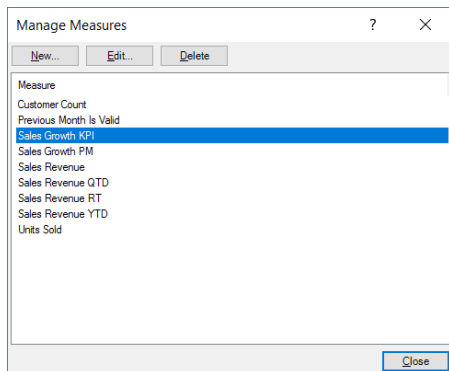 Manage Measures
New... Edit... Delete
Measure
Customer Count
Previous Month Is Valid
Sales Growth KPI
Sales Growth PM
Sales Revenue
Sales Revenue QTD
Sales Revenue RT
Sales Revenue YTD
Units Sold
Close